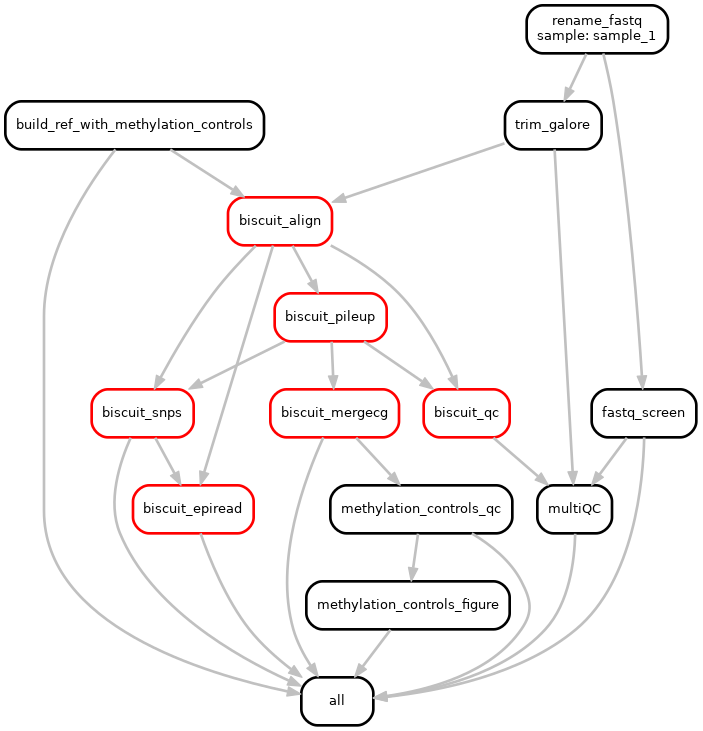 rename_fastq
sample: sample_1
build_ref_with_methylation_controls
trim_galore
biscuit_align
biscuit_pileup
biscuit_snps
biscuit_mergecg
biscuit_qc
fastq_screen
biscuit_epiread
methylation_controls_qc
multiQC
methylation_controls_figure
all